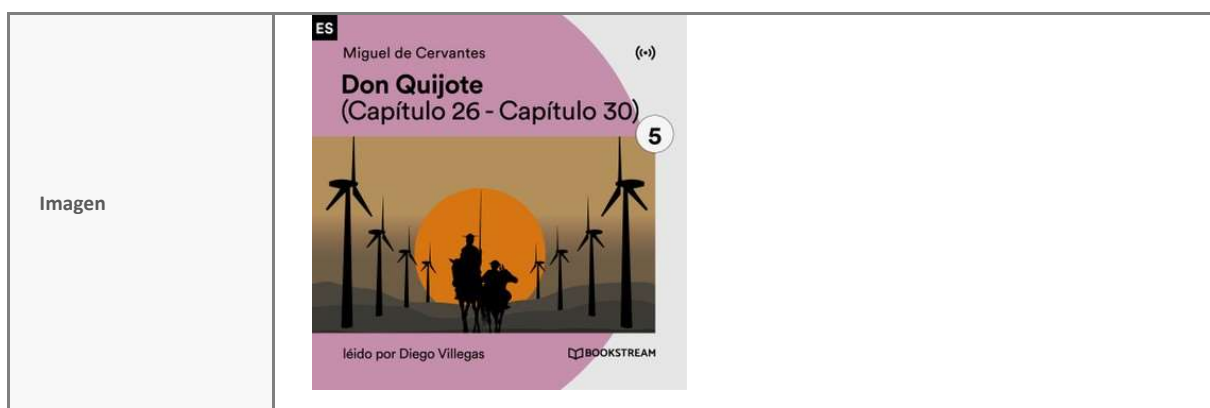 ES
Miguel de Cervantes
Don Quijote
(Capítulo 26 - Capítulo 30)
5
Imagen
léido por Diego Villegas
BOOKSTREAM